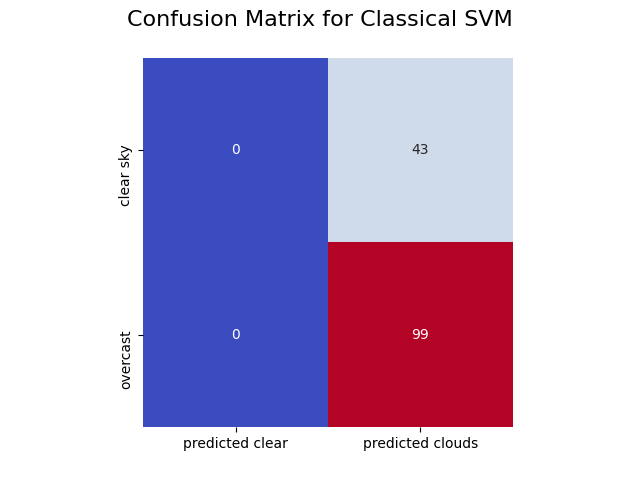 Confusion Matrix for Classical SVM
clear sky
0
43
overcast
0
99
predicted clear
predicted clouds